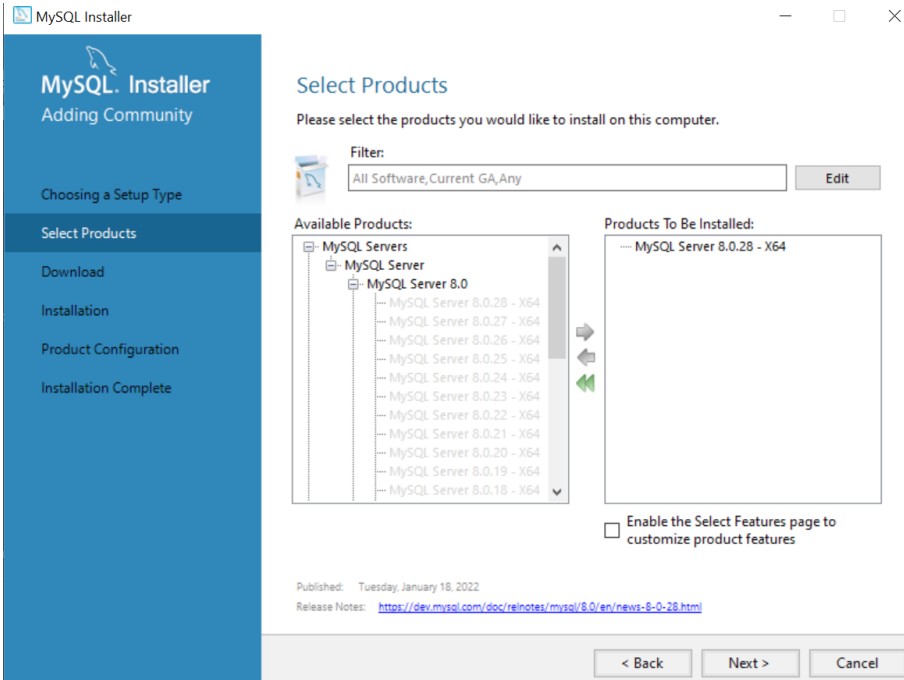 MySQL Installer
MySQL. Installer
Adding Community
Choosing a Setup Type
Select Products
Download
Installation
Product Configuration
Installation Complete
Select Products
Please select the products you would like to install on this computer.
Filter:
All Software,Current GA,Any
Edit
Available Products:
MySQL Servers
MySQL Server
MySQL Server 8.0
MySQL Server 8.0.28 - X64
MySQL Server 8.0.27 - X64
MySQL Server 8.0.26 - X64
MySQL Server 8.0.25 - X64
MySQL Server 8.0.24 - X64
MySQL Server 8.0.23 - X64
MySQL Server 8.0.22 - X64
MySQL Server 8.0.21 - X64
MySQL Server 8.0.20 - X64
MySQL Server 8.0.19 - X64
MySQL Server 8.0.18 - X64
Products To Be Installed:
MySQL Server 8.0.28 - X64
Enable the Select Features page to
customize product features
Published: Tuesday, January 18, 2022
Release Notes: https://dev.mysql.com/doc/relnotes/mysql/8.0/en/news-8-0-28.html
< Back
Next >
Cancel